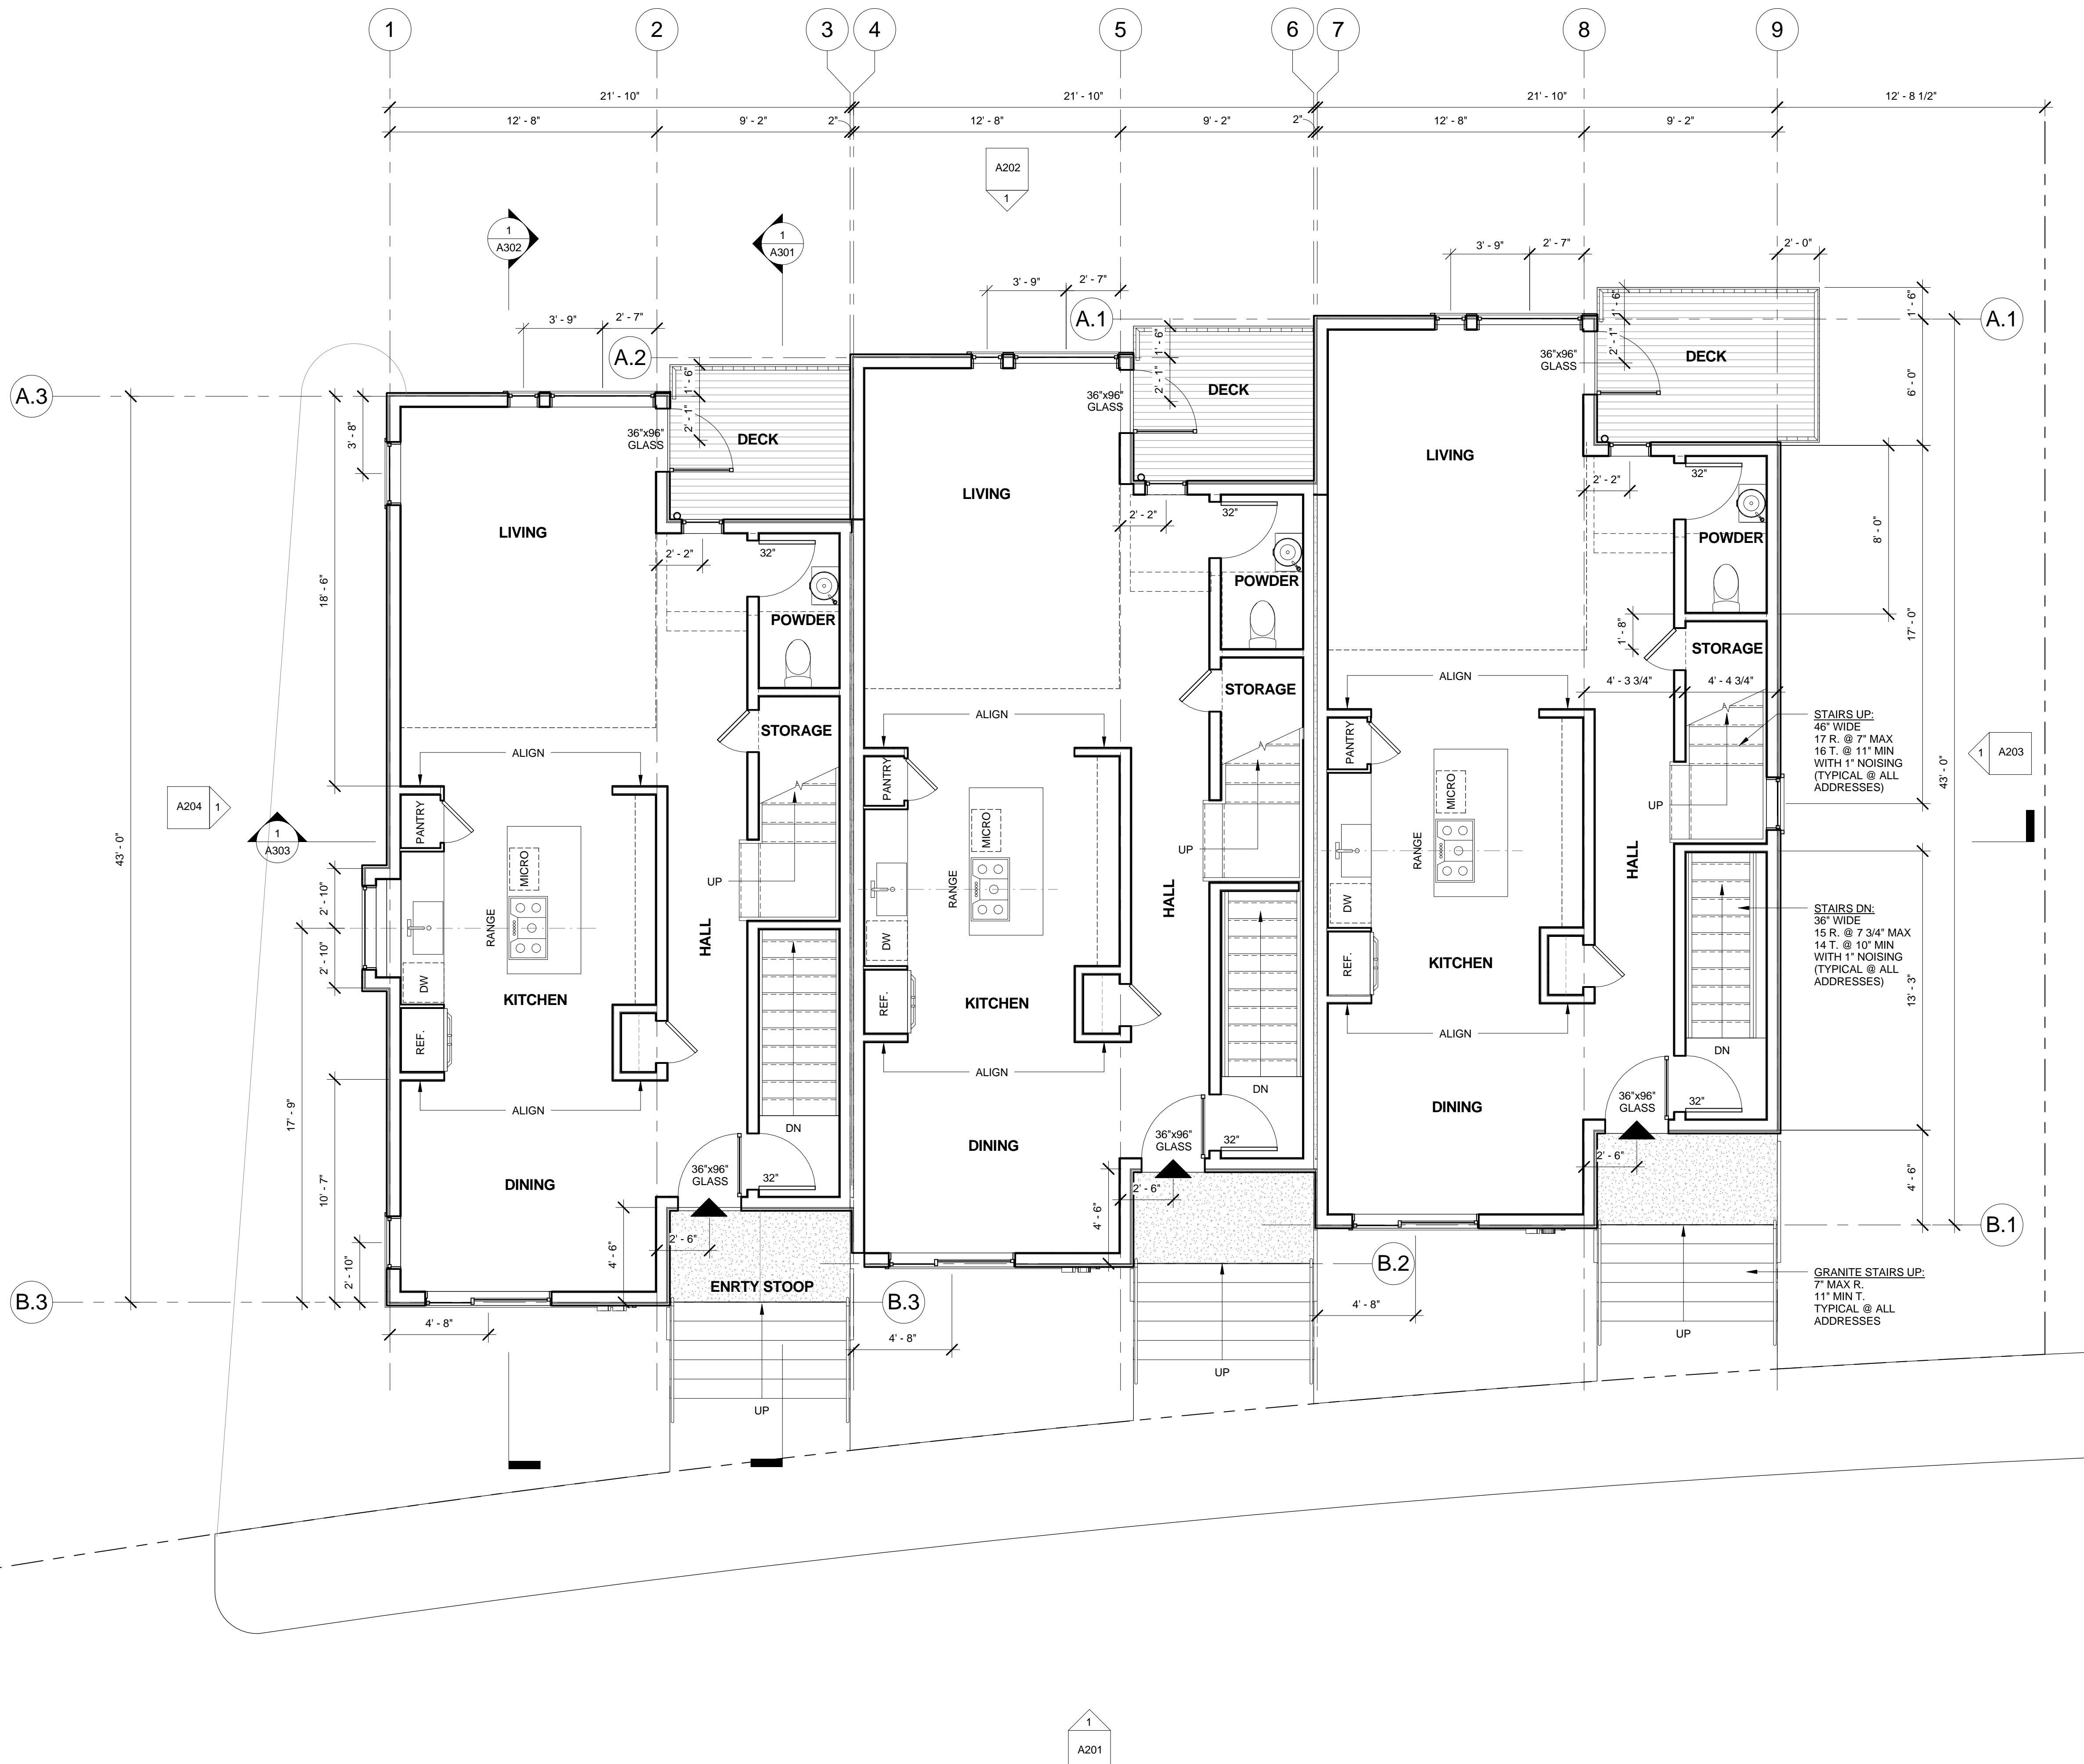 1
2
3
4
5
6
7
8
9
21' - 10"
21' - 10"
21' - 10"
12' - 8 1/2"
12' - 8"
9' - 2"
2"
12' - 8"
9' - 2"
2"
12' - 8"
9' - 2"
A202
1
1
A302
1
A301
3' - 9"
2' - 7"
2' - 0"
3' - 9"
2' - 7"
3' - 9"
2' - 7"
A.1
A.1
A.2
A.3
1' - 6"
2' - 1"
1' - 6"
2' - 1"
1' - 6"
2' - 1"
1' - 6"
6' - 0"
36"x96"
GLASS
DECK
36"x96"
GLASS
DECK
36"x96"
GLASS
DECK
3' - 8"
18' - 6"
LIVING
LIVING
LIVING
2' - 2"
2' - 2"
2' - 2"
32"
32"
32"
POWDER
POWDER
POWDER
8' - 0"
17' - 0"
1' - 8"
STORAGE
STORAGE
STORAGE
4' - 3 3/4"
4' - 4 3/4"
ALIGN
ALIGN
ALIGN
STAIRS UP:
46" WIDE
17 R. @ 7" MAX
16 T. @ 11" MIN
WITH 1" NOISING
(TYPICAL @ ALL
ADDRESSES)
1
A203
43' - 0"
A204
1
1
A303
43' - 0"
PANTRY
PANTRY
PANTRY
MICRO
MICRO
MICRO
RANGE
RANGE
RANGE
UP
UP
UP
HALL
HALL
HALL
2' - 10"
2' - 10"
DW
DW
DW
REF.
REF.
REF.
KITCHEN
KITCHEN
KITCHEN
STAIRS DN:
36" WIDE
15 R. @ 7 3/4" MAX
14 T. @ 10" MIN
WITH 1" NOISING
(TYPICAL @ ALL
ADDRESSES)
13' - 3"
ALIGN
ALIGN
ALIGN
DN
DN
DN
17' - 9"
10' - 7"
2' - 10"
DINING
DINING
DINING
36"x96"
GLASS
32"
36"x96"
GLASS
32"
36"x96"
GLASS
32"
2' - 6"
2' - 6"
2' - 6"
4' - 6"
4' - 6"
4' - 6"
B.1
B.2
B.3
B.3
ENRTY STOOP
GRANITE STAIRS UP:
7" MAX R.
11" MIN T.
TYPICAL @ ALL
ADDRESSES
4' - 8"
4' - 8"
4' - 8"
UP
UP
UP
1
A201